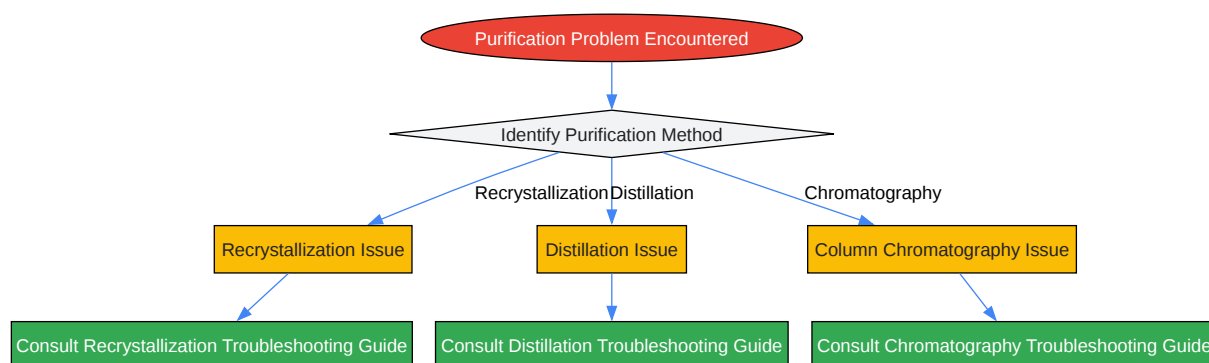 Purification Problem Encountered
Identify Purification Method
Recrystallization
Distillation
Chromatography
Recrystallization Issue
Distillation Issue
Column Chromatography Issue
Consult Recrystallization Troubleshooting Guide
Consult Distillation Troubleshooting Guide
Consult Chromatography Troubleshooting Guide